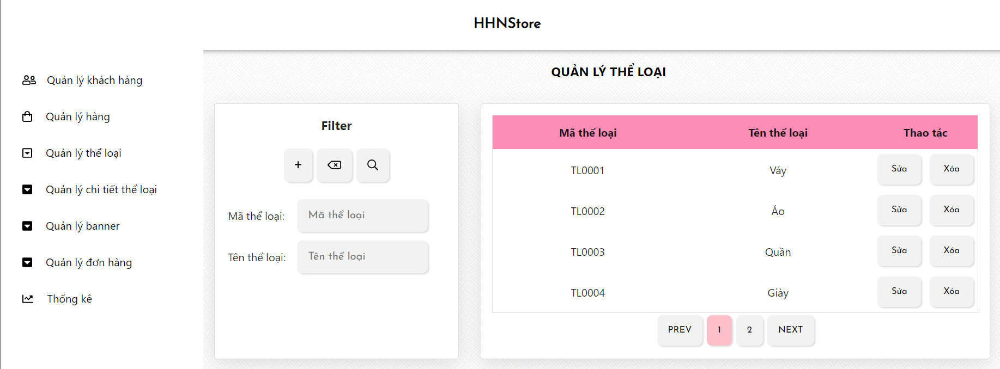 HHNStore
Quản lý khách hàng
Quản lý hàng
Quản lý thể loại
Quản lý chi tiết thể loại
Quản lý banner
Quản lý đơn hàng
Thống kê
QUẢN LÝ THỂ LOẠI
Filter
Mã thể loại: Mã thể loại
Tên thể loại: Tên thể loại
Mã thể loại Tên thể loại Thao tác
TL0001 Váy Sửa Xóa
TL0002 Áo Sửa Xóa
TL0003 Quần Sửa Xóa
TL0004 Giày Sửa Xóa
PREV 1 2 NEXT